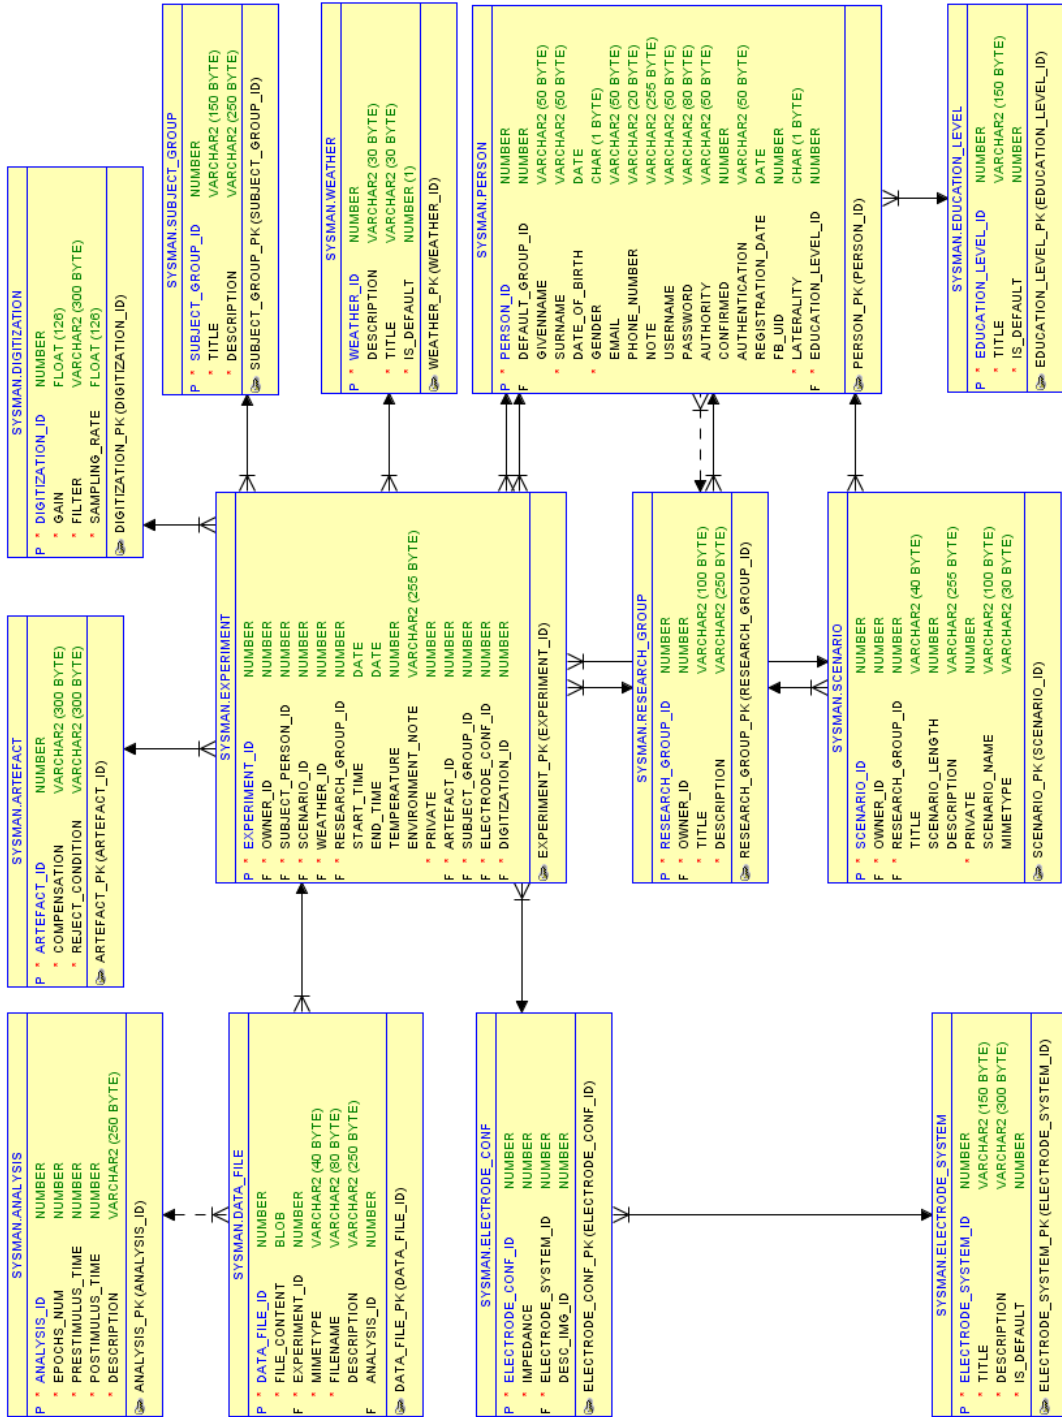 SYSMAN.ANALYSIS
P * ANALYSIS_ID NUMBER
* EPOCHS_NUM NUMBER
* PRESTIMULUS_TIME NUMBER
* POSTIMULUS_TIME NUMBER
* DESCRIPTION VARCHAR2 (250 BYTE)
ANALYSIS_PK (ANALYSIS_ID)
SYSMAN.ARTEFACT
P * ARTEFACT_ID NUMBER
* COMPENSATION VARCHAR2 (300 BYTE)
* REJECT_CONDITION VARCHAR2 (300 BYTE)
ARTEFACT_PK (ARTEFACT_ID)
SYSMAN.DIGITIZATION
P * DIGITIZATION_ID NUMBER
* GAIN FLOAT (126)
* FILTER VARCHAR2 (300 BYTE)
* SAMPLING_RATE FLOAT (126)
DIGITIZATION_PK (DIGITIZATION_ID)
SYSMAN.SUBJECT_GROUP
P * SUBJECT_GROUP_ID NUMBER
* TITLE VARCHAR2 (150 BYTE)
* DESCRIPTION VARCHAR2 (250 BYTE)
SUBJECT_GROUP_PK (SUBJECT_GROUP_ID)
SYSMAN.DATA_FILE
P * DATA_FILE_ID NUMBER
* FILE_CONTENT BLOB
F * EXPERIMENT_ID NUMBER
* MIMETYPE VARCHAR2 (40 BYTE)
* FILENAME VARCHAR2 (80 BYTE)
DESCRIPTION VARCHAR2 (250 BYTE)
F ANALYSIS_ID NUMBER
DATA_FILE_PK (DATA_FILE_ID)
SYSMAN.EXPERIMENT
P * EXPERIMENT_ID NUMBER
F * OWNER_ID NUMBER
F * SUBJECT_PERSON_ID NUMBER
F * SCENARIO_ID NUMBER
F * WEATHER_ID NUMBER
F * RESEARCH_GROUP_ID NUMBER
START_TIME DATE
END_TIME DATE
TEMPERATURE NUMBER
ENVIRONMENT_NOTE VARCHAR2 (255 BYTE)
* PRIVATE NUMBER
F * ARTEFACT_ID NUMBER
F * SUBJECT_GROUP_ID NUMBER
F * ELECTRODE_CONF_ID NUMBER
F * DIGITIZATION_ID NUMBER
EXPERIMENT_PK (EXPERIMENT_ID)
SYSMAN.WEATHER
P * WEATHER_ID NUMBER
* DESCRIPTION VARCHAR2 (30 BYTE)
* TITLE VARCHAR2 (30 BYTE)
* IS_DEFAULT NUMBER (1)
WEATHER_PK (WEATHER_ID)
SYSMAN.ELECTRODE_CONF
P * ELECTRODE_CONF_ID NUMBER
* IMPEDANCE NUMBER
F * ELECTRODE_SYSTEM_ID NUMBER
DESC_IMG_ID NUMBER
ELECTRODE_CONF_PK (ELECTRODE_CONF_ID)
SYSMAN.RESEARCH_GROUP
P * RESEARCH_GROUP_ID NUMBER
F * OWNER_ID NUMBER
* TITLE VARCHAR2 (100 BYTE)
* DESCRIPTION VARCHAR2 (250 BYTE)
RESEARCH_GROUP_PK (RESEARCH_GROUP_ID)
SYSMAN.PERSON
P * PERSON_ID NUMBER
F DEFAULT_GROUP_ID NUMBER
GIVENNAME VARCHAR2 (50 BYTE)
* SURNAME VARCHAR2 (50 BYTE)
DATE_OF_BIRTH DATE
* GENDER CHAR (1 BYTE)
EMAIL VARCHAR2 (50 BYTE)
PHONE_NUMBER VARCHAR2 (20 BYTE)
NOTE VARCHAR2 (255 BYTE)
USERNAME VARCHAR2 (50 BYTE)
PASSWORD VARCHAR2 (80 BYTE)
AUTHORITY VARCHAR2 (50 BYTE)
CONFIRMED NUMBER
AUTHENTICATION VARCHAR2 (50 BYTE)
REGISTRATION_DATE DATE
FB_UID NUMBER
* LATERALITY CHAR (1 BYTE)
F * EDUCATION_LEVEL_ID NUMBER
PERSON_PK (PERSON_ID)
SYSMAN.SCENARIO
P * SCENARIO_ID NUMBER
F * OWNER_ID NUMBER
F * RESEARCH_GROUP_ID NUMBER
TITLE VARCHAR2 (40 BYTE)
SCENARIO_LENGTH NUMBER
DESCRIPTION VARCHAR2 (255 BYTE)
* PRIVATE NUMBER
SCENARIO_NAME VARCHAR2 (100 BYTE)
MIMETYPE VARCHAR2 (30 BYTE)
SCENARIO_PK (SCENARIO_ID)
SYSMAN.ELECTRODE_SYSTEM
P * ELECTRODE_SYSTEM_ID NUMBER
* TITLE VARCHAR2 (150 BYTE)
* DESCRIPTION VARCHAR2 (300 BYTE)
* IS_DEFAULT NUMBER
ELECTRODE_SYSTEM_PK (ELECTRODE_SYSTEM_ID)
SYSMAN.EDUCATION_LEVEL
P * EDUCATION_LEVEL_ID NUMBER
* TITLE VARCHAR2 (150 BYTE)
* IS_DEFAULT NUMBER
EDUCATION_LEVEL_PK (EDUCATION_LEVEL_ID)